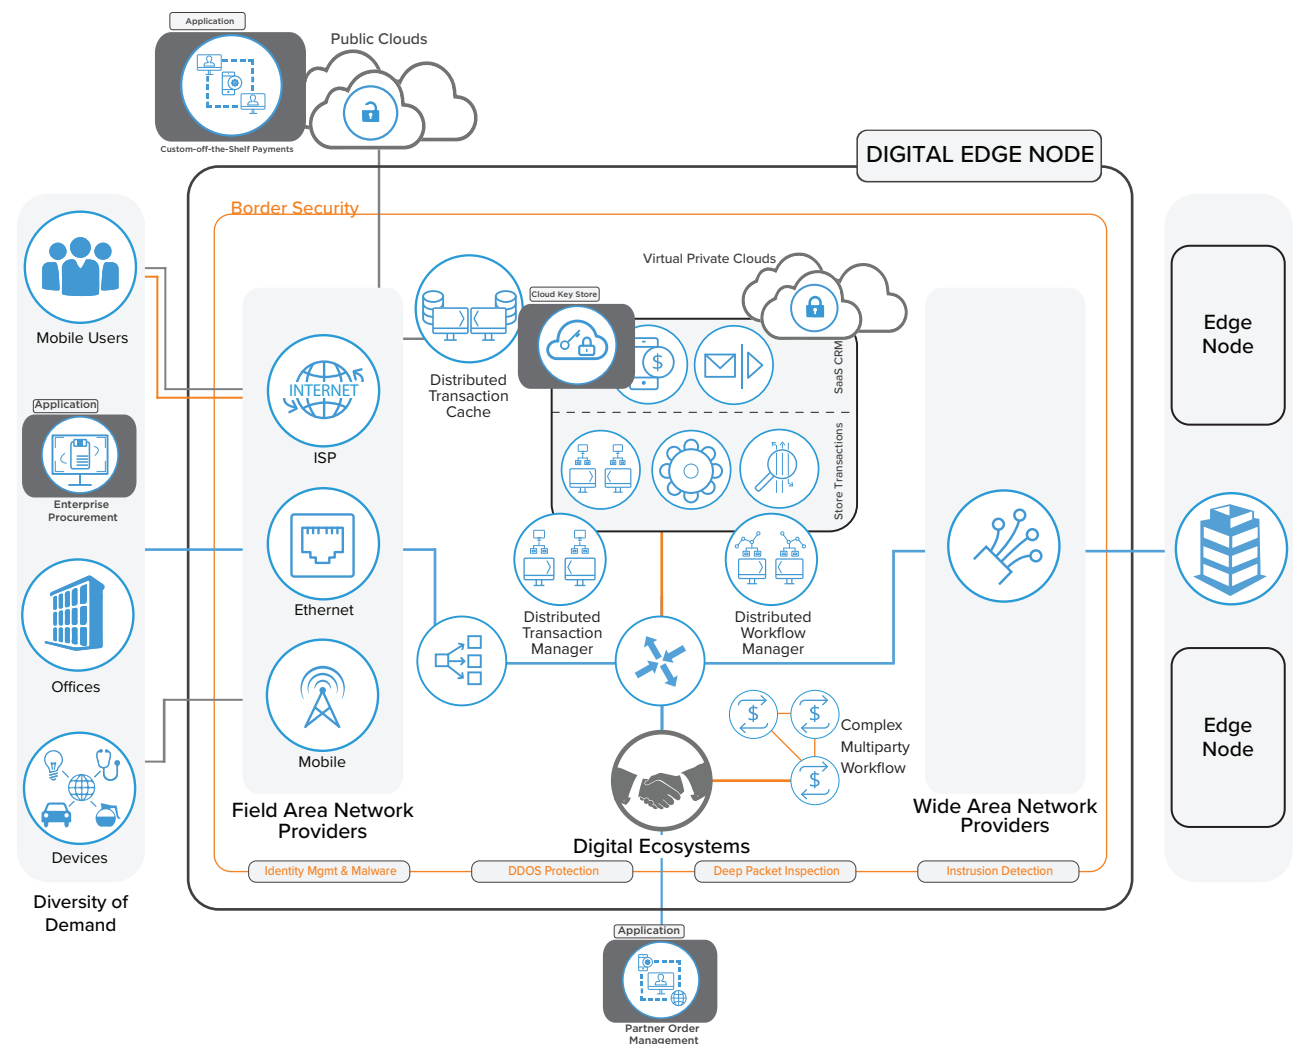 Application
Public Clouds
Custom-off-the-Shelf Payments
DIGITAL EDGE NODE
Border Security
Mobile Users
Application
Enterprise
Procurement
Offices
Devices
Diversity of
Demand
INTERNET
ISP
Ethernet
Mobile
Field Area Network
Providers
Distributed
Transaction
Cache
Cloud Key Store
Virtual Private Clouds
$
SaaS CRM
Store Transactions
Distributed
Transaction
Manager
Distributed
Workflow
Manager
$
$
$
Complex
Multiparty
Workflow
Digital Ecosystems
Wide Area Network
Providers
Edge
Node
Edge
Node
Identity Mgmt & Malware
DDOS Protection
Deep Packet Inspection
Instrusion Detection
Application
Partner Order
Management